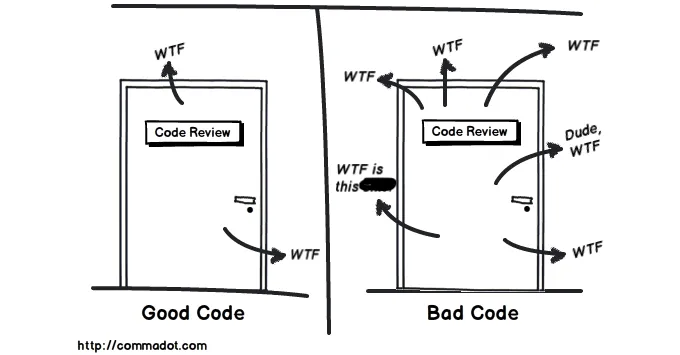 WTF
Code Review
WTF
Good Code
WTF
WTF
WTF
Code Review
Dude,
WTF
WTF is
this
WTF
Bad Code
http://commadot.com